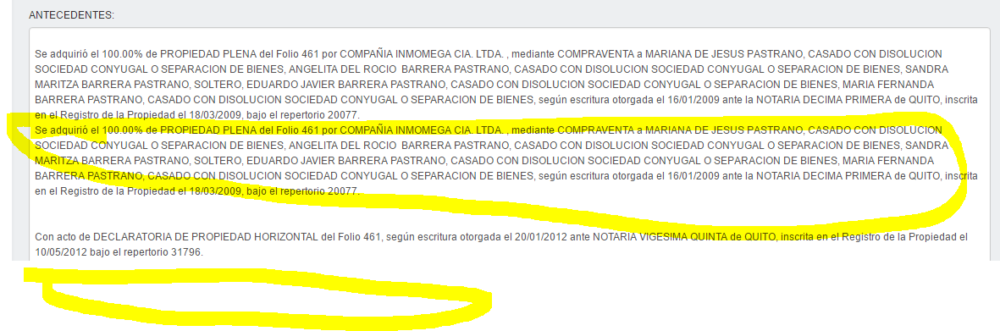 ANTECEDENTES:
Se adquirió el 100.00% de PROPIEDAD PLENA del Folio 461 por COMPAÑIA INMOMEGA CIA. LTDA. , mediante COMPRAVENTA a MARIANA DE JESUS PASTRANO, CASADO CON DISOLUCION
SOCIEDAD CONYUGAL O SEPARACION DE BIENES, ANGELITA DEL ROCIO  BARRERA PASTRANO, CASADO CON DISOLUCION SOCIEDAD CONYUGAL O SEPARACION DE BIENES, SANDRA
MARITZA BARRERA PASTRANO, SOLTERO, EDUARDO JAVIER BARRERA PASTRANO, CASADO CON DISOLUCION SOCIEDAD CONYUGAL O SEPARACION DE BIENES, MARIA FERNANDA
BARRERA PASTRANO, CASADO CON DISOLUCION SOCIEDAD CONYUGAL O SEPARACION DE BIENES, según escritura otorgada el 16/01/2009 ante la NOTARIA DECIMA PRIMERA de QUITO, inscrita
en el Registro de la Propiedad el 18/03/2009, bajo el repertorio 20077.
Se adquirió el 100.00% de PROPIEDAD PLENA del Folio 461 por COMPAÑIA INMOMEGA CIA. LTDA. , mediante COMPRAVENTA a MARIANA DE JESUS PASTRANO, CASADO CON DISOLUCION
SOCIEDAD CONYUGAL O SEPARACION DE BIENES, ANGELITA DEL ROCIO  BARRERA PASTRANO, CASADO CON DISOLUCION SOCIEDAD CONYUGAL O SEPARACION DE BIENES, SANDRA
MARITZA BARRERA PASTRANO, SOLTERO, EDUARDO JAVIER BARRERA PASTRANO, CASADO CON DISOLUCION SOCIEDAD CONYUGAL O SEPARACION DE BIENES, MARIA FERNANDA
BARRERA PASTRANO, CASADO CON DISOLUCION SOCIEDAD CONYUGAL O SEPARACION DE BIENES, según escritura otorgada el 16/01/2009 ante la NOTARIA DECIMA PRIMERA de QUITO, inscrita
en el Registro de la Propiedad el 18/03/2009, bajo el repertorio 20077.
Con acto de DECLARATORIA DE PROPIEDAD HORIZONTAL del Folio 461, según escritura otorgada el 20/01/2012 ante NOTARIA VIGESIMA QUINTA de QUITO, inscrita en el Registro de la Propiedad el
10/05/2012 bajo el repertorio 31796.